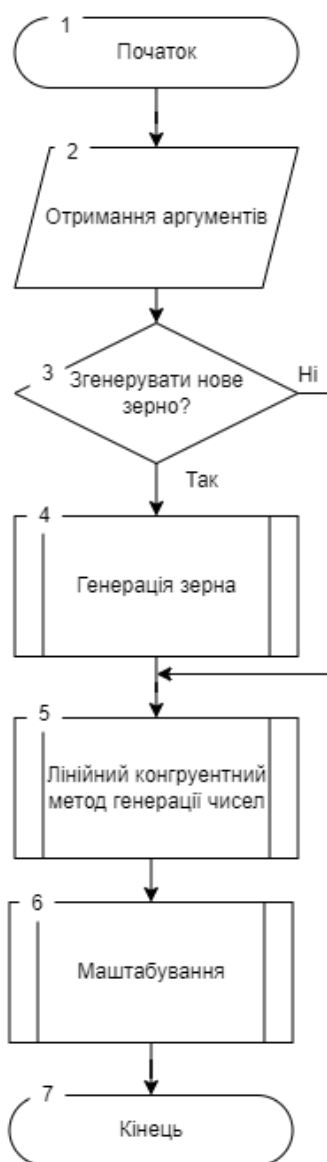 1
Початок
2
Отримання аргументів
3
Згенерувати нове
зерно?
Ні
Так
4
Генерація зерна
5
Лінійний конгруентний
метод генерації чисел
6
Маштабування
7
Кінець